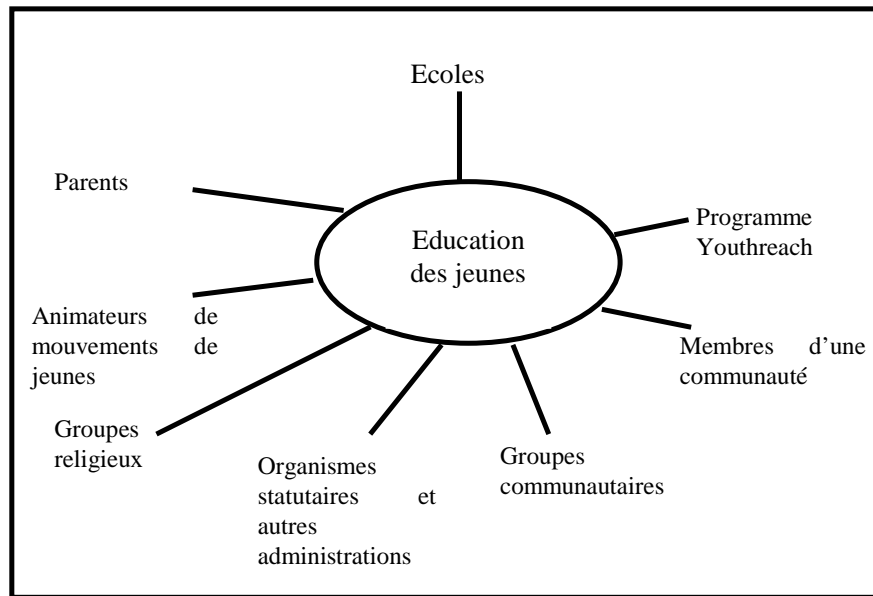 Ecoles
Parents
Programme
Youthreach
Education
des jeunes
Animateurs de
mouvements de
jeunes
Membres d'une
communauté
Groupes
religieux
Organismes
statutaires et
autres
administrations
Groupes
communautaires